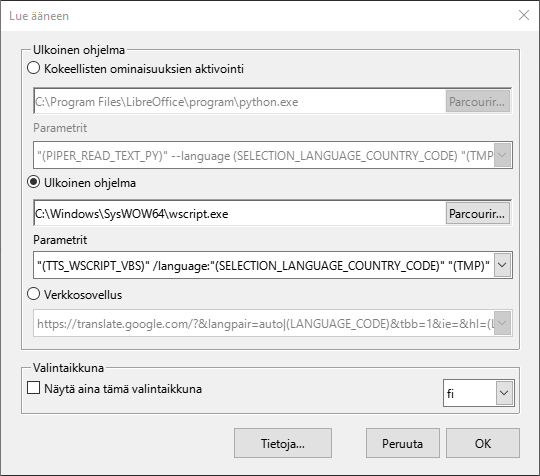 Lue ääneen
Ulkoinen ohjelma
Kokeellisten ominaisuuksien aktivointi
C:\Program Files\LibreOffice\program\python.exe
Parcourir...
Parametrit
"(PIPER_READ_TEXT_PY)" --language (SELECTION_LANGUAGE_COUNTRY_CODE) "(TMP
Ulkoinen ohjelma
C:\Windows\SysWOW64\wscript.exe
Parcourir...
Parametrit
"(TTS_WSCRIPT_VBS)" /language:"(SELECTION_LANGUAGE_COUNTRY_CODE)" "(TMP)"
Verkkosovellus
https://translate.google.com/?&langpair=auto|(LANGUAGE_CODE)&tbb=1&ie=&hl=(L
Valintaikkuna
Näytä aina tämä valintaikkuna
fi
Tietoja...
Peruuta
OK